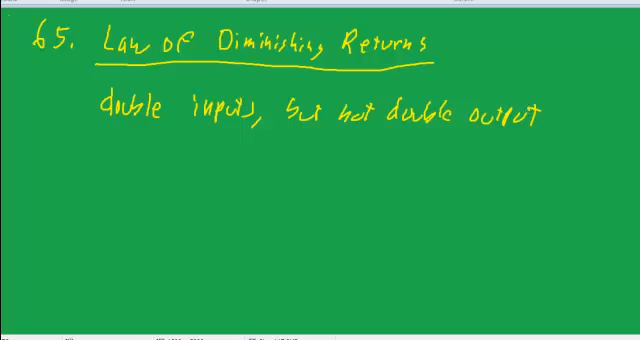 65. Law of Diminishing Returns
double inputs, but not double output